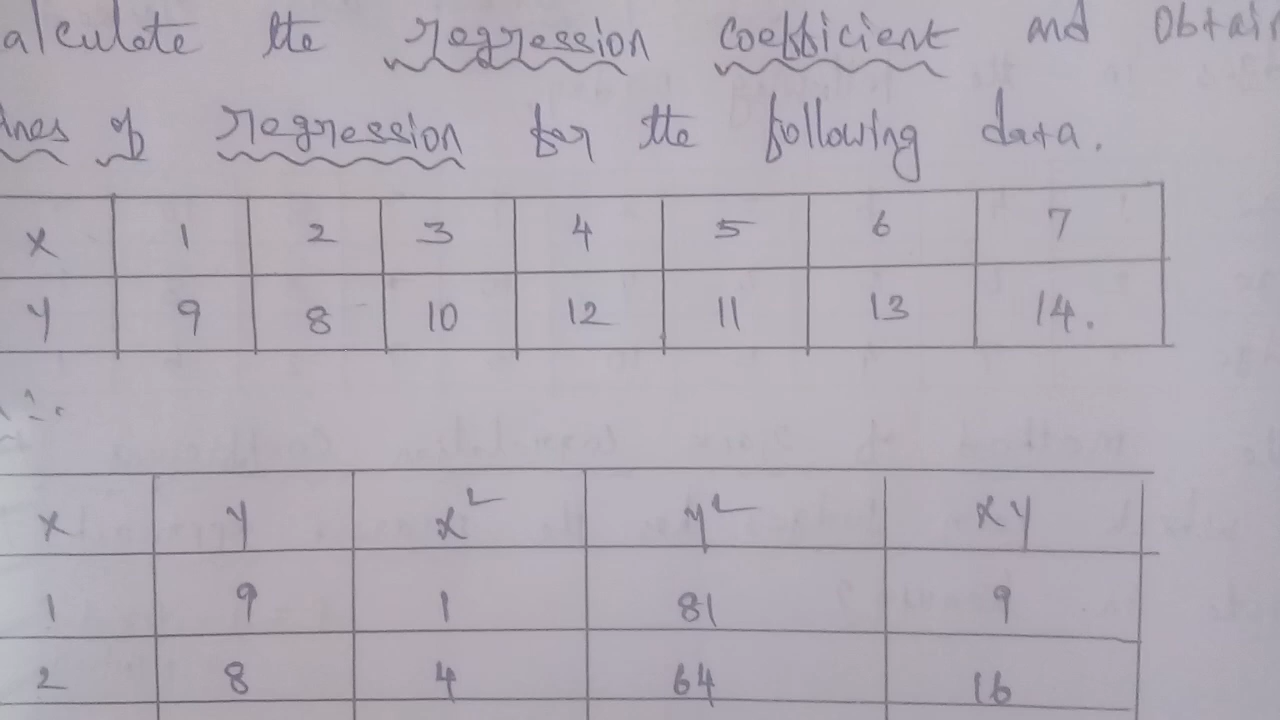 alculate the regression coefficient and Obtain
ines of regression for the following data.
x 1 2 3 4 5 6 7
y 9 8 10 12 11 13 14.
x y x² y² xy
1 9 1 81 9
2 8 4 64 16